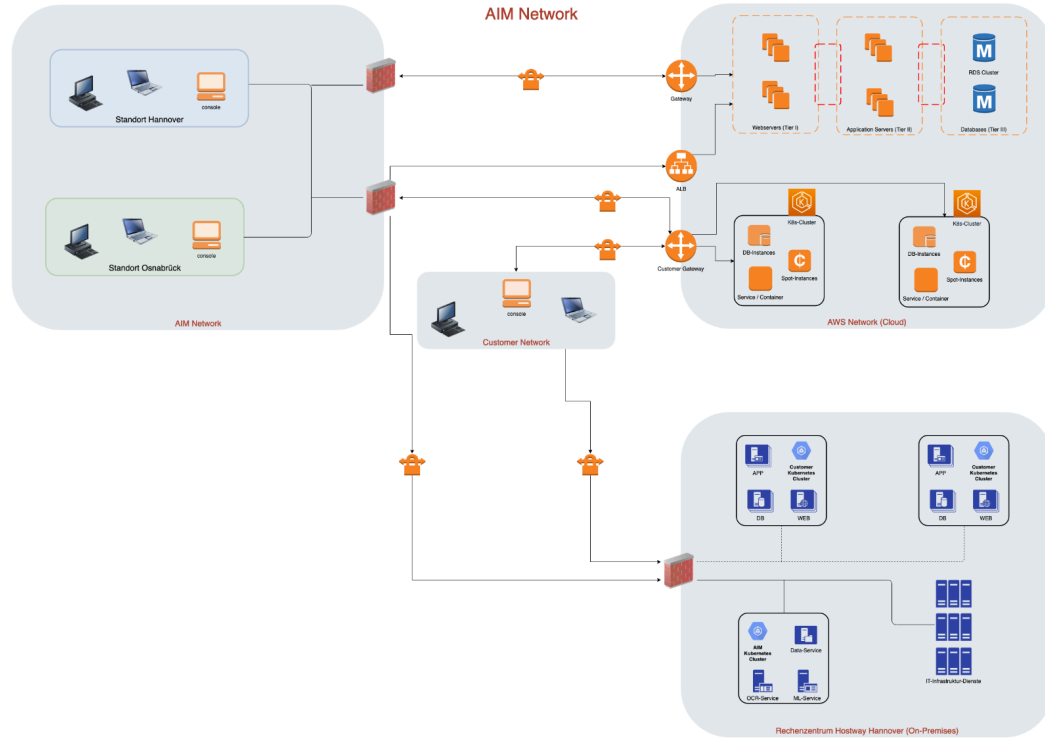 AIM Network
console
Standort Hannover
console
Standort Osnabrück
AIM Network
Gateway
ALB
Customer-Gateway
Webservers (Tier I)
Application Servers (Tier II)
M
RDS Cluster
M
Databases (Tier III)
K
K8s-Cluster
DB-Instances
Spot-Instances
Service / Container
K
K8s-Cluster
DB-Instances
Spot-Instances
Service / Container
AWS Network (Cloud)
console
Customer Network
APP
Customer
Kubernetes
Cluster
DB
WEB
APP
Customer
Kubernetes
Cluster
DB
WEB
AIM
Kubernetes
Cluster
Data-Service
OCR-Service
ML-Service
IT-Infrastruktur-Dienste
Rechenzentrum Hostway Hannover (On-Premises)